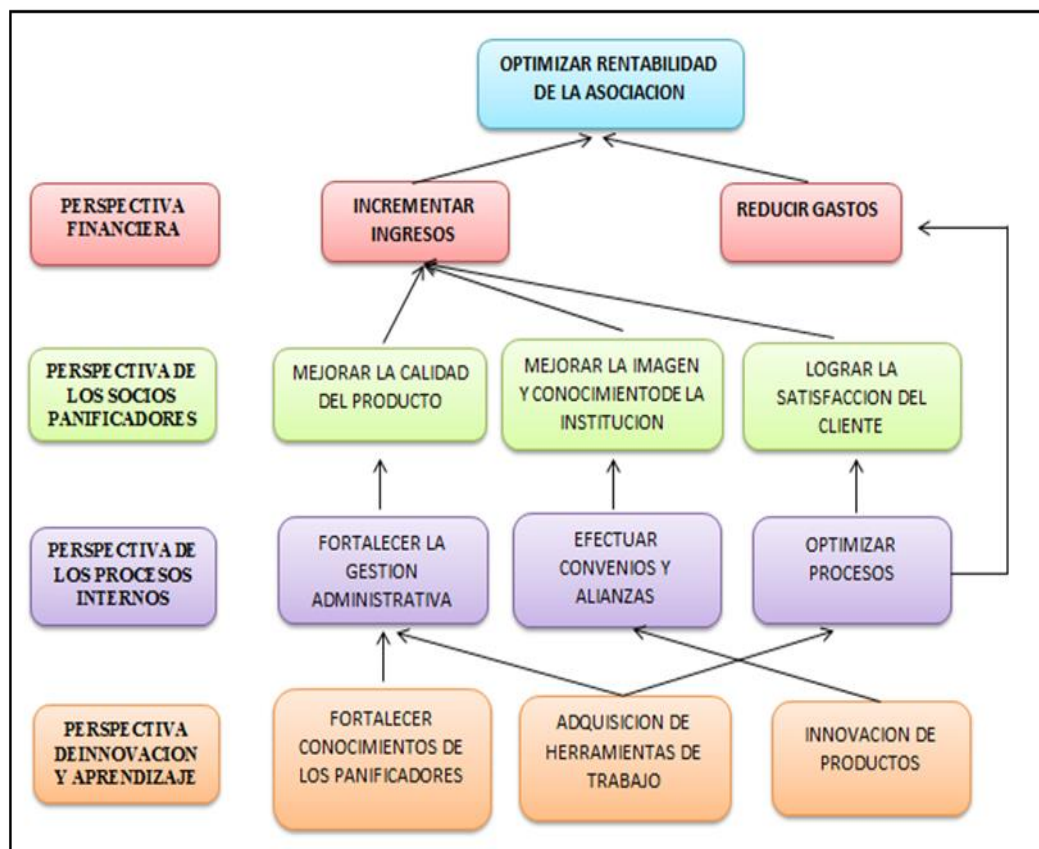 OPTIMIZAR RENTABILIDAD
DE LA ASOCIACION
PERSPECTIVA
FINANCIERA
INCREMENTAR
INGRESOS
REDUCIR GASTOS
PERSPECTIVA DE
LOS SOCIOS
PANIFICADORES
MEJORAR LA CALIDAD
DEL PRODUCTO
MEJORAR LA IMAGEN
Y CONOCIMIENTODE LA
INSTITUCION
LOGRAR LA
SATISFACCION DEL
CLIENTE
PERSPECTIVA DE
LOS PROCESOS
INTERNOS
FORTALECER LA
GESTION
ADMINISTRATIVA
EFECTUAR
CONVENIOS Y
ALIANZAS
OPTIMIZAR
PROCESOS
PERSPECTIVA
DE INNOVACION
Y APRENDIZAJE
FORTALECER
CONOCIMIENTOS DE
LOS PANIFICADORES
ADQUISICION DE
HERRAMIENTAS DE
TRABAJO
INNOVACION DE
PRODUCTOS